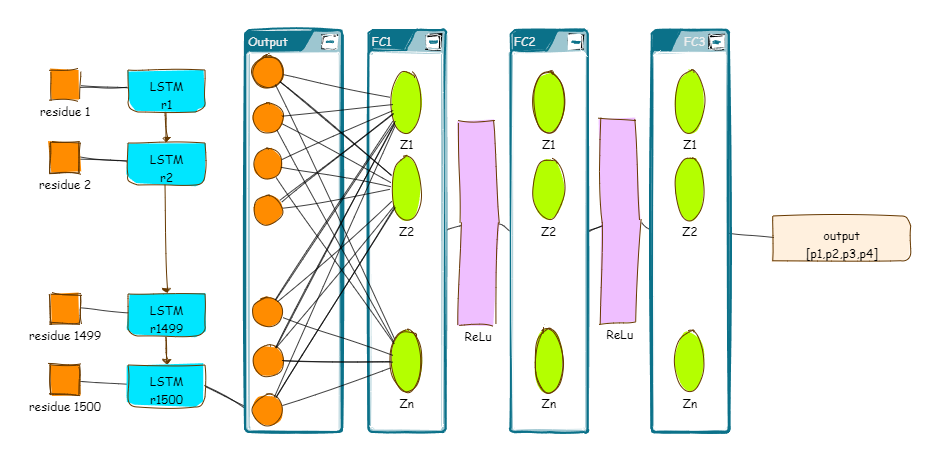 Output
FC1
FC2
FC3
residue 1
LSTM
r1
residue 2
LSTM
r2
residue 1499
LSTM
r1499
residue 1500
LSTM
r1500
Z1
Z2
Zn
ReLu
Z1
Z2
Zn
ReLu
Z1
Z2
Zn
output
[p1,p2,p3,p4]